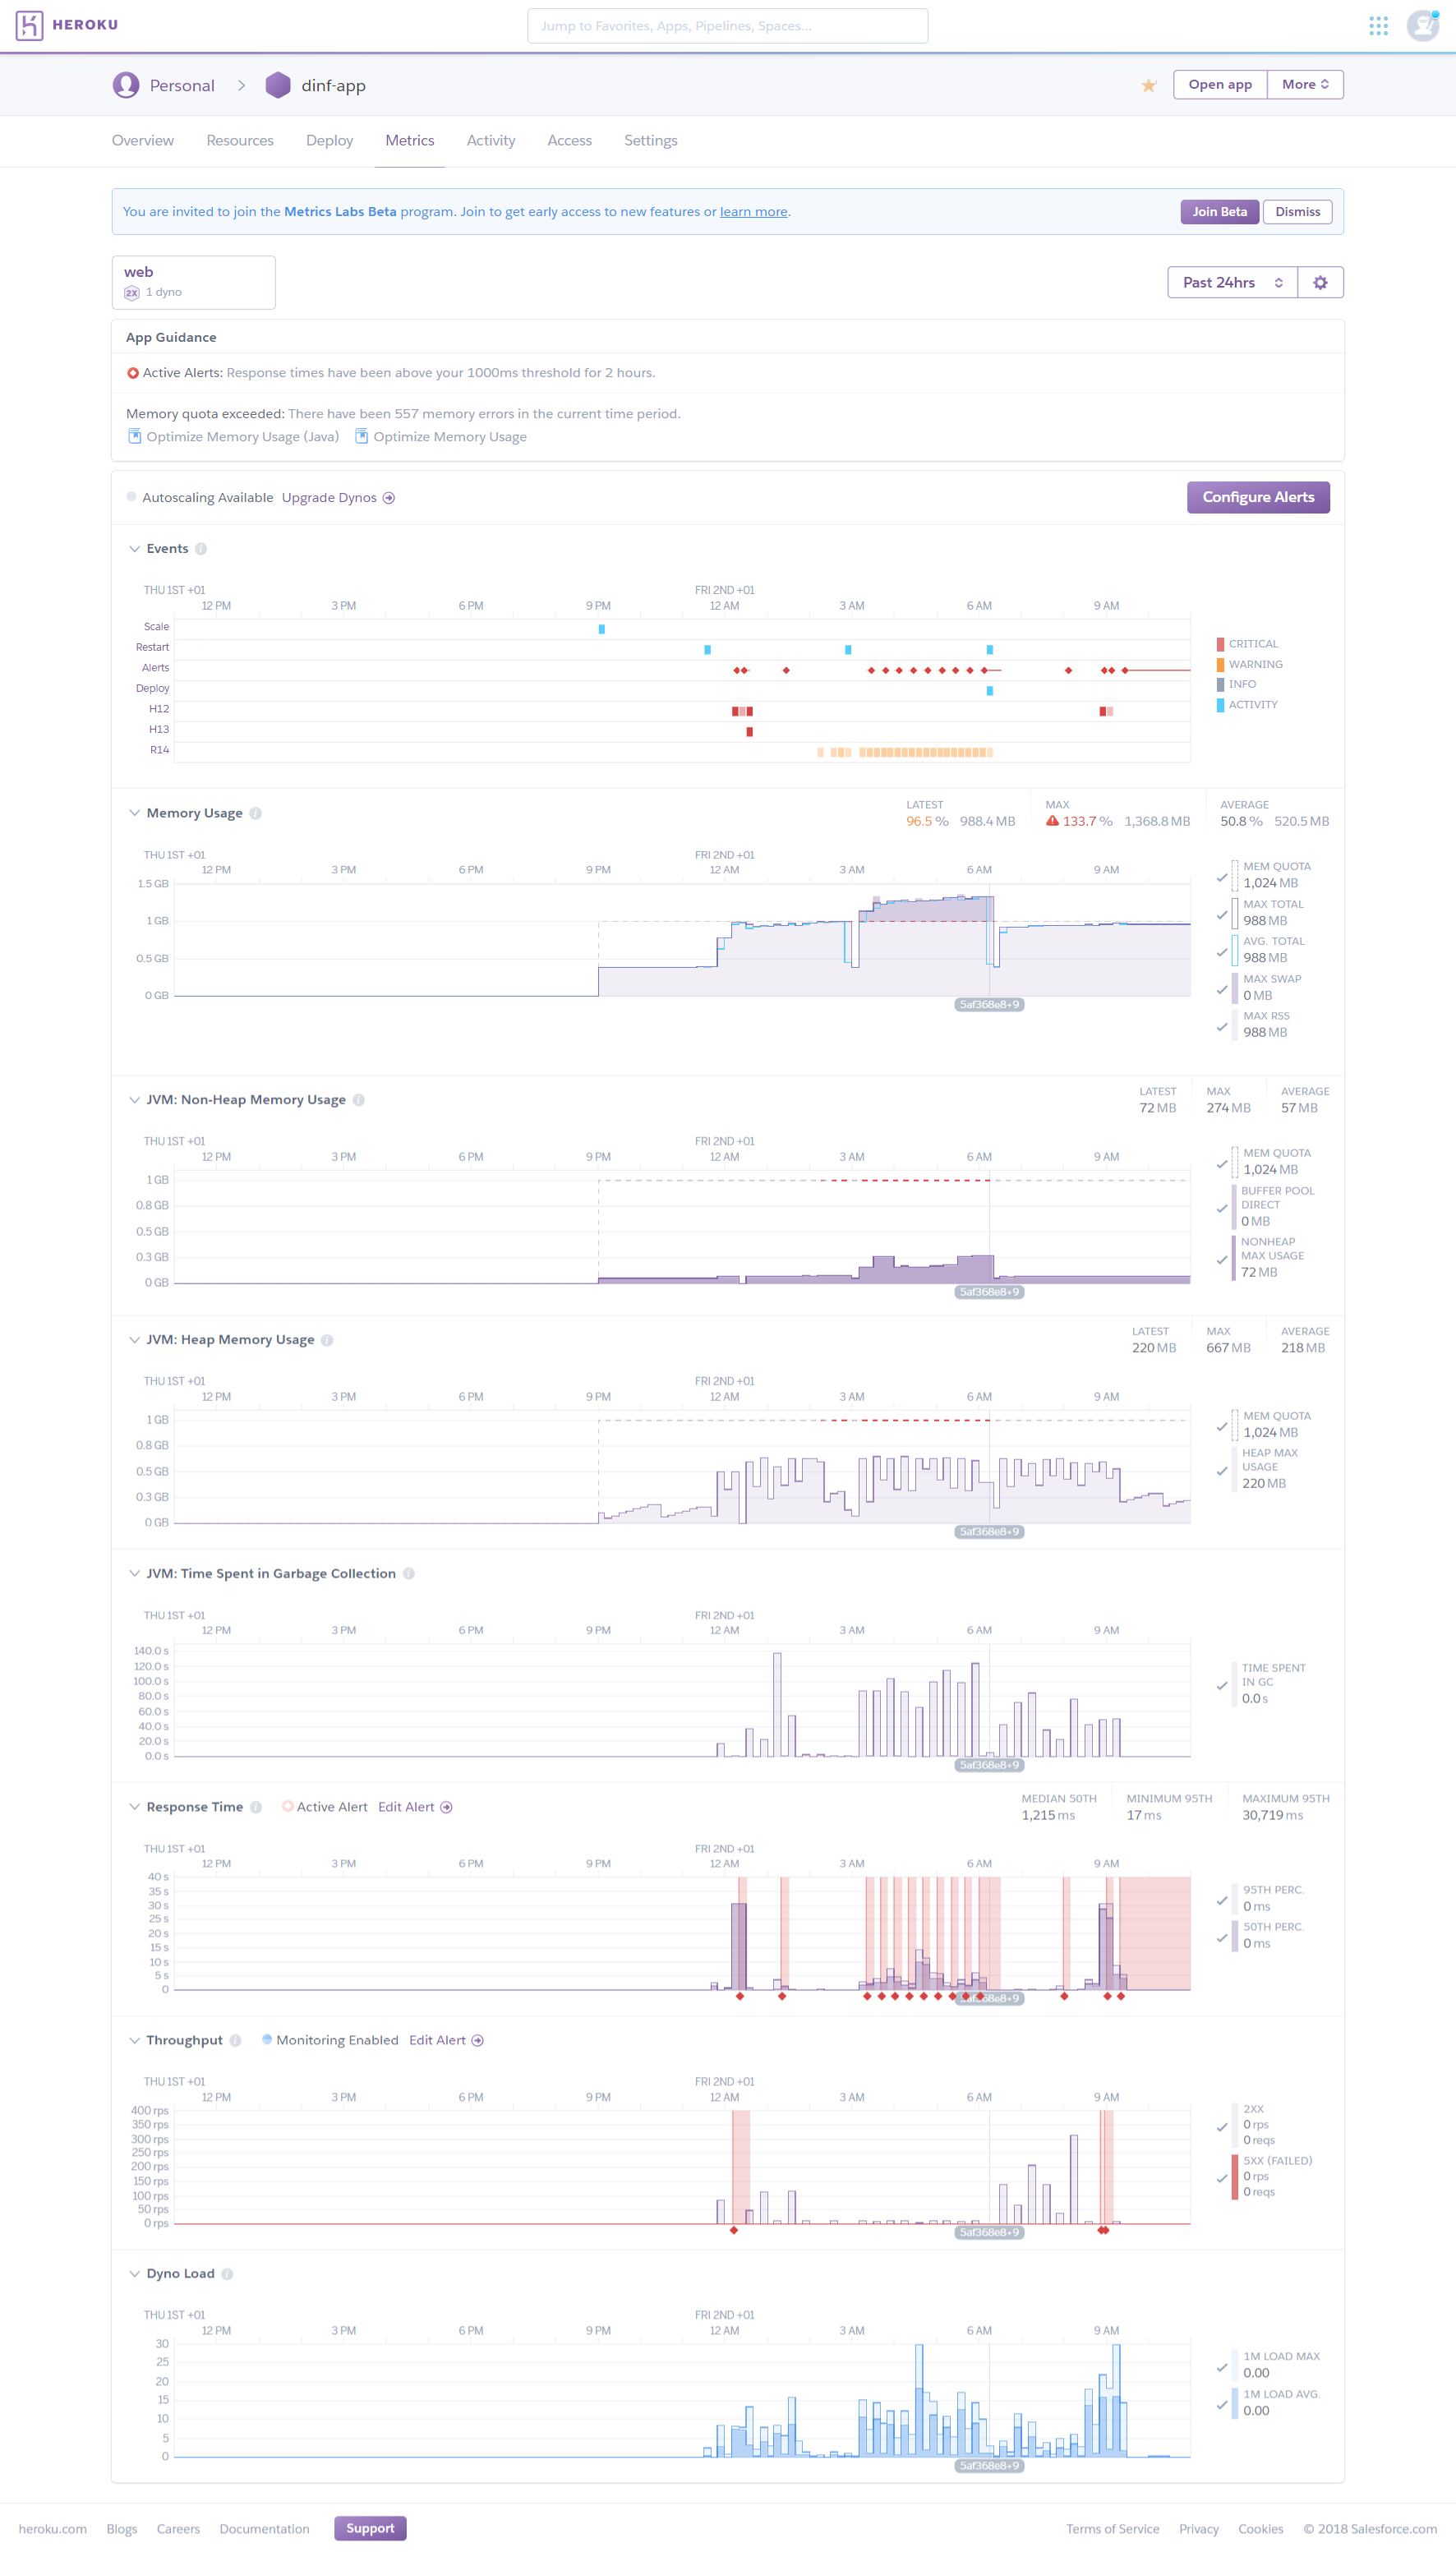 HEROKU
Jump to Favorites, Apps, Pipelines, Spaces...
Personal > dinf-app
Open app More
Overview Resources Deploy Metrics Activity Access Settings
You are invited to join the Metrics Labs Beta program. Join to get early access to new features or learn more.
Join Beta Dismiss
web
2X 1 dyno
Past 24hrs
App Guidance
Active Alerts: Response times have been above your 1000ms threshold for 2 hours.
Memory quota exceeded: There have been 557 memory errors in the current time period.
Optimize Memory Usage (Java) Optimize Memory Usage
Autoscaling Available Upgrade Dynos
Configure Alerts
Events
THU 1ST +01 FRI 2ND +01
12 PM 3 PM 6 PM 9 PM 12 AM 3 AM 6 AM 9 AM
Scale
Restart
Alerts
Deploy
H12
H13
R14
CRITICAL
WARNING
INFO
ACTIVITY
Memory Usage
LATEST MAX AVERAGE
96.5 % 988.4 MB 133.7 % 1,368.8 MB 50.8 % 520.5 MB
THU 1ST +01 FRI 2ND +01
12 PM 3 PM 6 PM 9 PM 12 AM 3 AM 6 AM 9 AM
1.5 GB
1 GB
0.5 GB
0 GB
5af368e8+9
MEM QUOTA
1,024 MB
MAX TOTAL
988 MB
AVG. TOTAL
988 MB
MAX SWAP
0 MB
MAX RSS
988 MB
JVM: Non-Heap Memory Usage
LATEST MAX AVERAGE
72 MB 274 MB 57 MB
THU 1ST +01 FRI 2ND +01
12 PM 3 PM 6 PM 9 PM 12 AM 3 AM 6 AM 9 AM
1 GB
0.8 GB
0.5 GB
0.3 GB
0 GB
5af368e8+9
MEM QUOTA
1,024 MB
BUFFER POOL
DIRECT
0 MB
NONHEAP
MAX USAGE
72 MB
JVM: Heap Memory Usage
LATEST MAX AVERAGE
220 MB 667 MB 218 MB
THU 1ST +01 FRI 2ND +01
12 PM 3 PM 6 PM 9 PM 12 AM 3 AM 6 AM 9 AM
1 GB
0.8 GB
0.5 GB
0.3 GB
0 GB
5af368e8+9
MEM QUOTA
1,024 MB
HEAP MAX
USAGE
220 MB
JVM: Time Spent in Garbage Collection
THU 1ST +01 FRI 2ND +01
12 PM 3 PM 6 PM 9 PM 12 AM 3 AM 6 AM 9 AM
140.0 s
120.0 s
100.0 s
80.0 s
60.0 s
40.0 s
20.0 s
0.0 s
5af368e8+9
TIME SPENT
IN GC
0.0 s
Response Time Active Alert Edit Alert
MEDIAN 50TH MINIMUM 95TH MAXIMUM 95TH
1,215 ms 17 ms 30,719 ms
THU 1ST +01 FRI 2ND +01
12 PM 3 PM 6 PM 9 PM 12 AM 3 AM 6 AM 9 AM
40 s
35 s
30 s
25 s
20 s
15 s
10 s
5 s
0
95TH PERC.
0 ms
50TH PERC.
0 ms
Throughput Monitoring Enabled Edit Alert
THU 1ST +01 FRI 2ND +01
12 PM 3 PM 6 PM 9 PM 12 AM 3 AM 6 AM 9 AM
400 rps
350 rps
300 rps
250 rps
200 rps
150 rps
100 rps
50 rps
0 rps
5af368e8+9
2XX
0 rps
0 reqs
5XX (FAILED)
0 rps
0 reqs
Dyno Load
THU 1ST +01 FRI 2ND +01
12 PM 3 PM 6 PM 9 PM 12 AM 3 AM 6 AM 9 AM
30
25
20
15
10
5
0
5af368e8+9
1M LOAD MAX
0.00
1M LOAD AVG.
0.00
heroku.com Blogs Careers Documentation Support
Terms of Service Privacy Cookies © 2018 Salesforce.com